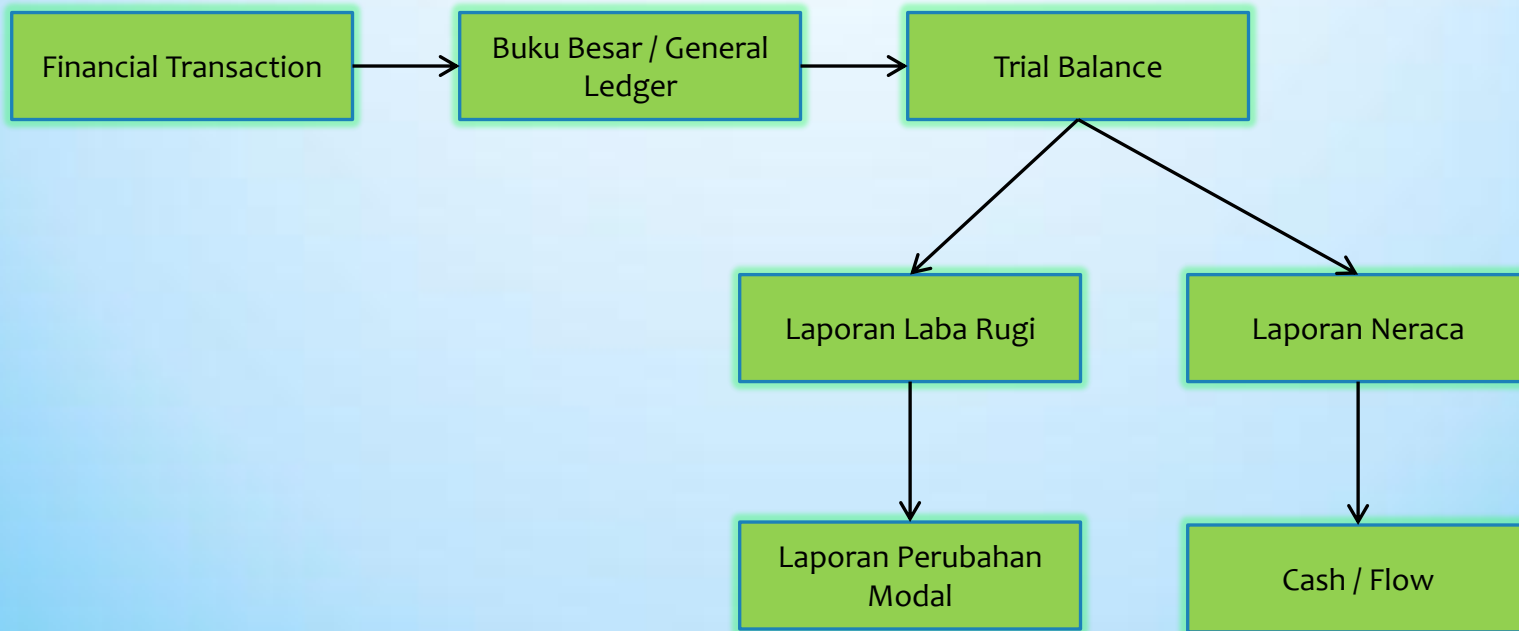 Financial Transaction
Buku Besar / General
Ledger
Trial Balance
Laporan Laba Rugi
Laporan Neraca
Laporan Perubahan
Modal
Cash / Flow